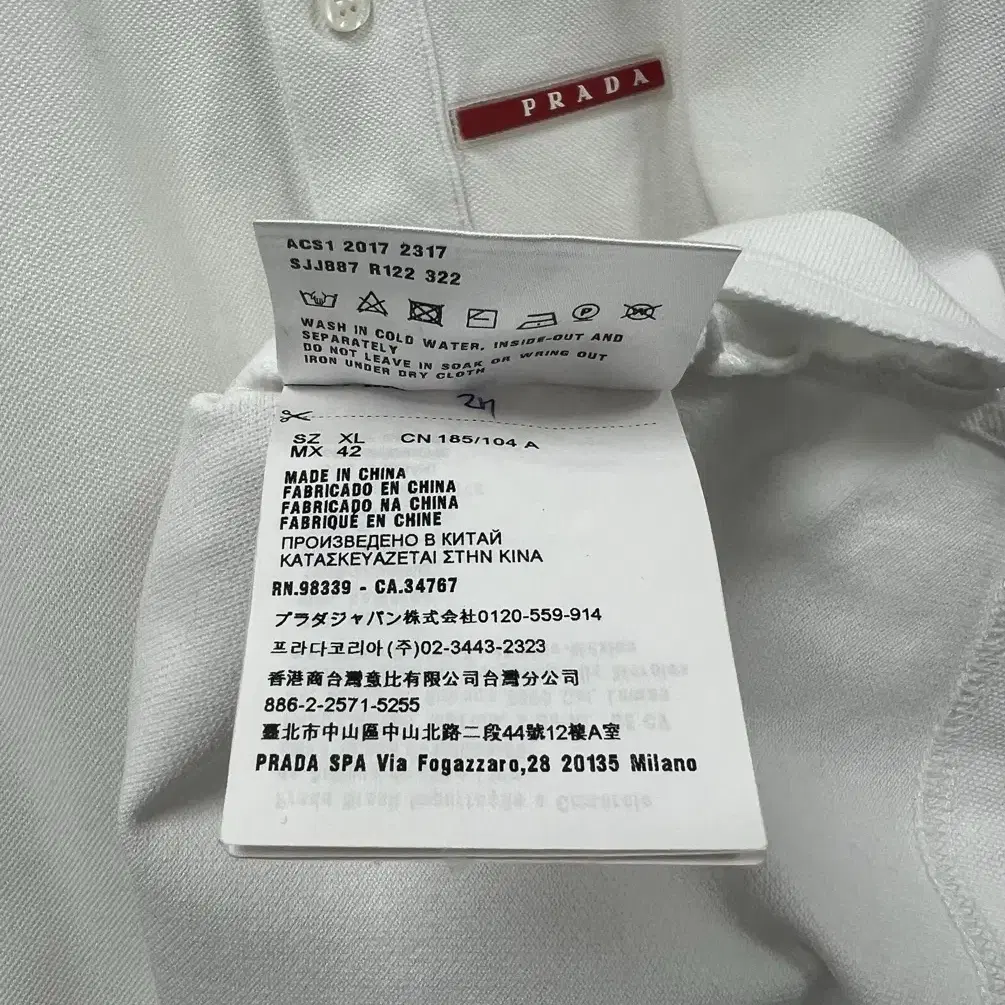 PRADA
ACS1 2017 2317
SJJ887 R122 322
P
W
WASH IN COLD WATER, INSIDE-OUT AND
SEPARATELY
DO NOT LEAVE IN SOAK OR WRING OUT
IRON UNDER DRY CLOTH
SZ XL CN 185/104 A
MX 42
MADE IN CHINA
FABRICADO EN CHINA
FABRICADO NA CHINA
FABRIQUÉ EN CHINE
ПРОИЗВЕДЕНО В КИТАЙ
ΚΑΤΑΣΚΕΥΑΖΕΤΑΙ ΣΤΗΝ ΚΙΝΑ
RN.98339 - CA.34767
プラダジャパン株式会社0120-559-914
프라다코리아(주)02-3443-2323
香港商台灣意比有限公司台灣分公司
886-2-2571-5255
臺北市中山區中山北路二段44號12樓A室
PRADA SPA Via Fogazzaro,28 20135 Milano